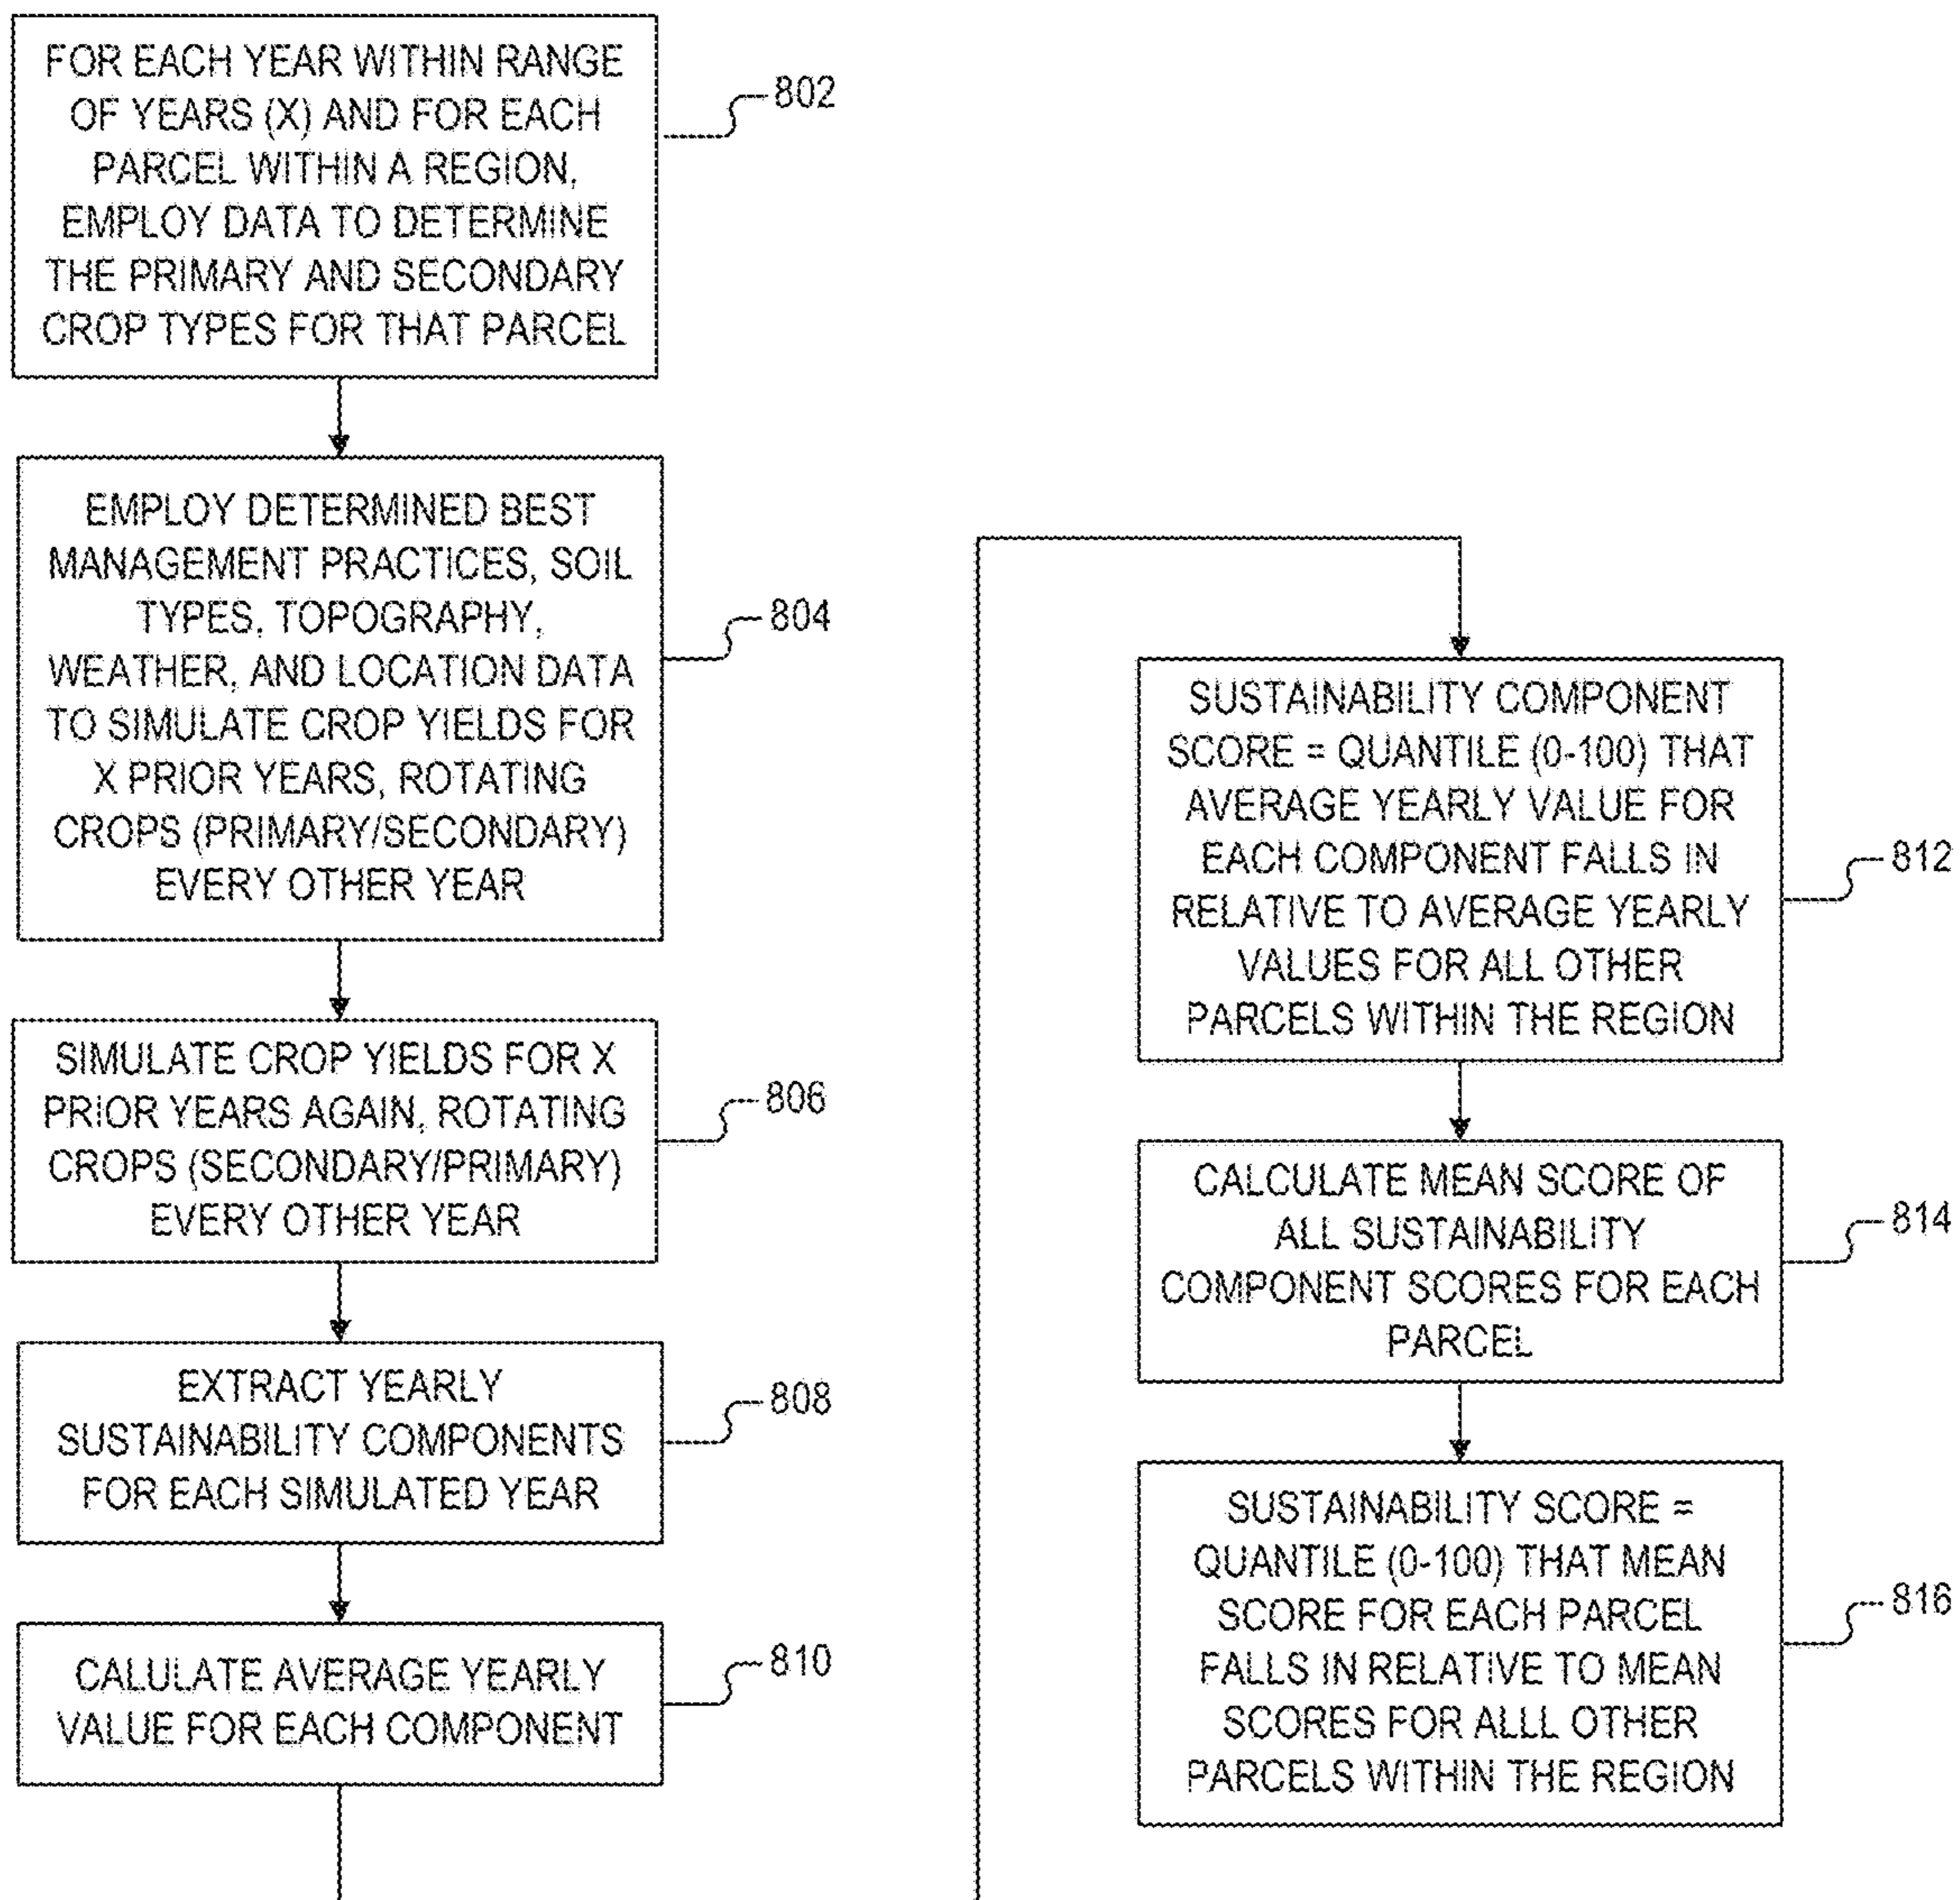 FOR EACH YEAR WITHIN RANGE
OF YEARS (X) AND FOR EACH
PARCEL WITHIN A REGION,
EMPLOY DATA TO DETERMINE
THE PRIMARY AND SECONDARY
CROP TYPES FOR THAT PARCEL
802
EMPLOY DETERMINED BEST
MANAGEMENT PRACTICES, SOIL
TYPES, TOPOGRAPHY,
WEATHER, AND LOCATION DATA
TO SIMULATE CROP YIELDS FOR
X PRIOR YEARS, ROTATING
CROPS (PRIMARY/SECONDARY)
EVERY OTHER YEAR
804
SIMULATE CROP YIELDS FOR X
PRIOR YEARS AGAIN, ROTATING
CROPS (SECONDARY/PRIMARY)
EVERY OTHER YEAR
806
EXTRACT YEARLY
SUSTAINABILITY COMPONENTS
FOR EACH SIMULATED YEAR
808
CALULATE AVERAGE YEARLY
VALUE FOR EACH COMPONENT
810
SUSTAINABILITY COMPONENT
SCORE = QUANTILE (0-100) THAT
AVERAGE YEARLY VALUE FOR
EACH COMPONENT FALLS IN
RELATIVE TO AVERAGE YEARLY
VALUES FOR ALL OTHER
PARCELS WITHIN THE REGION
812
CALCULATE MEAN SCORE OF
ALL SUSTAINABILITY
COMPONENT SCORES FOR EACH
PARCEL
814
SUSTAINABILITY SCORE =
QUANTILE (0-100) THAT MEAN
SCORE FOR EACH PARCEL
FALLS IN RELATIVE TO MEAN
SCORES FOR ALLL OTHER
PARCELS WITHIN THE REGION
816